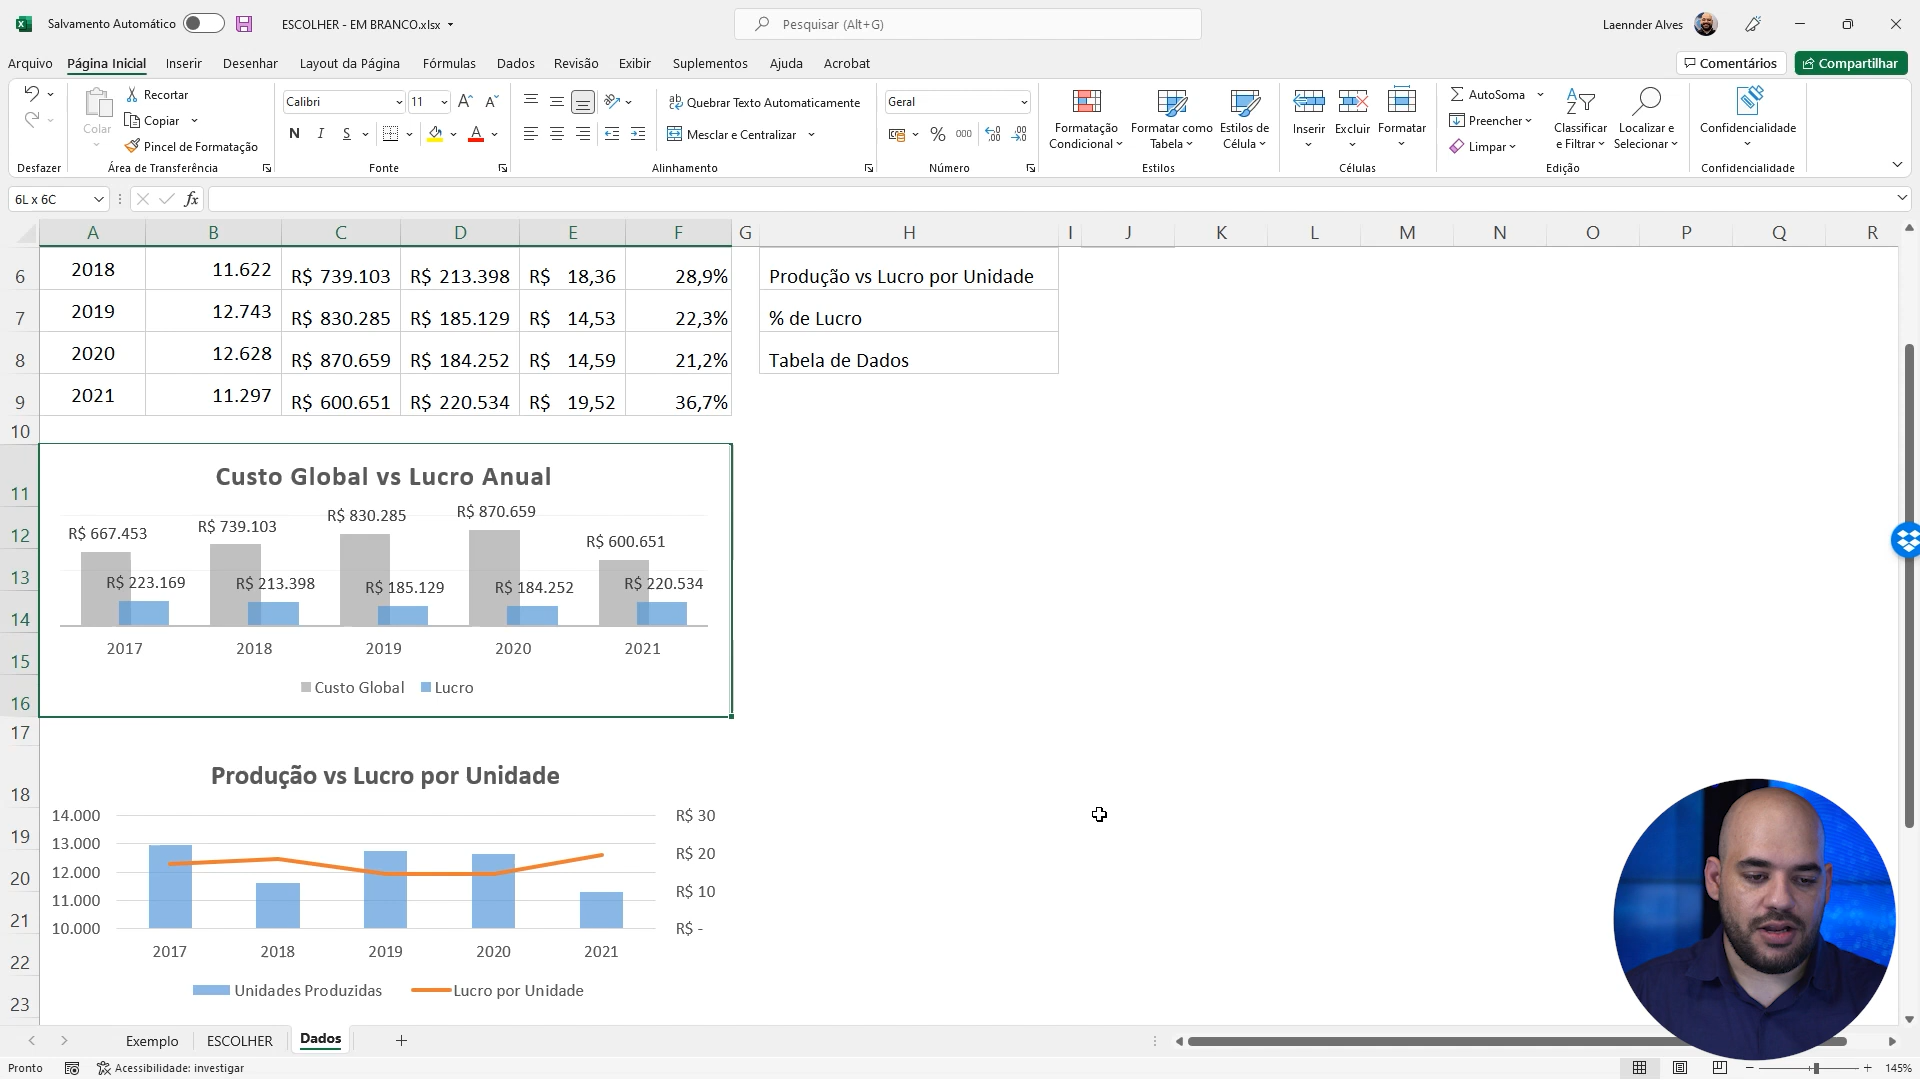 Salvamento Automático
ESCOLHER - EM BRANCO.xlsx
Pesquisar (Alt+G)
Laennder Alves
Arquivo Página Inicial Inserir Desenhar Layout da Página Fórmulas Dados Revisão Exibir Suplementos Ajuda Acrobat
Comentários
Compartilhar
Colar
Recortar
Copiar
Pincel de Formatação
Calibri
11
N I S
Quebrar Texto Automaticamente
Mesclar e Centralizar
Geral
% 000
Formatação Condicional
Formatar como Tabela
Estilos de Célula
Inserir
Excluir
Formatar
AutoSoma
Preencher
Limpar
Classificar e Filtrar
Localizar e Selecionar
Confidencialidade
Desfazer Área de Transferência Fonte Alinhamento Número Estilos Células Edição Confidencialidade
6L x 6C
fx
A B C D E F G H I J K L M N O P Q R
6 2018 11.622 R$ 739.103 R$ 213.398 R$ 18,36 28,9% Produção vs Lucro por Unidade
7 2019 12.743 R$ 830.285 R$ 185.129 R$ 14,53 22,3% % de Lucro
8 2020 12.628 R$ 870.659 R$ 184.252 R$ 14,59 21,2% Tabela de Dados
9 2021 11.297 R$ 600.651 R$ 220.534 R$ 19,52 36,7%
10
11
12
13
14
15
16
17
18
19
20
21
22
23
Custo Global vs Lucro Anual
R$ 667.453 R$ 739.103 R$ 830.285 R$ 870.659 R$ 600.651
R$ 223.169 R$ 213.398 R$ 185.129 R$ 184.252 R$ 220.534
2017 2018 2019 2020 2021
Custo Global Lucro
Produção vs Lucro por Unidade
14.000 R$ 30
13.000 R$ 20
12.000
11.000 R$ 10
10.000 R$ -
2017 2018 2019 2020 2021
Unidades Produzidas Lucro por Unidade
Exemplo ESCOLHER Dados
Pronto
Acessibilidade: investigar
145%